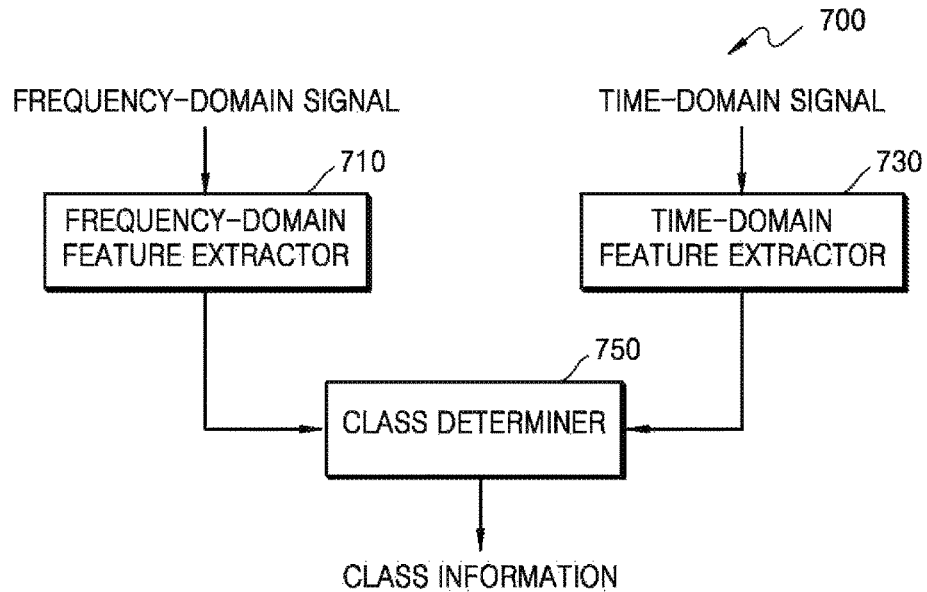 700
FREQUENCY-DOMAIN SIGNAL
TIME-DOMAIN SIGNAL
710
730
FREQUENCY-DOMAIN
FEATURE EXTRACTOR
TIME-DOMAIN
FEATURE EXTRACTOR
750
CLASS DETERMINER
CLASS INFORMATION